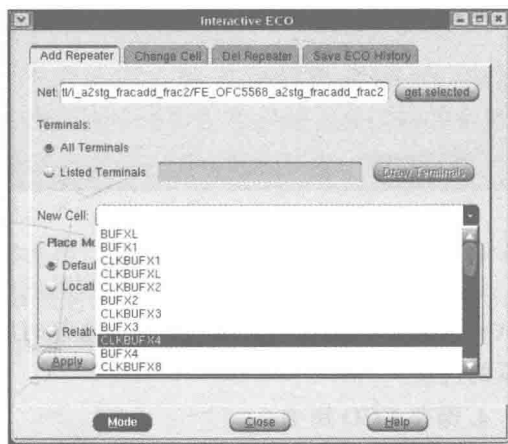 Interactive ECO
Add Repeater Change Cell Del Repeater Save ECO History
Net: tl/i_a2stg_fracadd_frac2/FE_OFC5568_a2stg_fracadd_frac2 get selected
Terminals:
All Terminals
Listed Terminals Draw Terminals
New Cell:
BUFXL
Place Mo
BUFX1
CLKBUFX1
Defaul
CLKBUFXL
Locati
CLKBUFX2
BUFX2
CLKBUFX3
BUFX3
Relativ
CLKBUFX4
BUFX4
Apply
CLKBUFX8
Mode Close Help